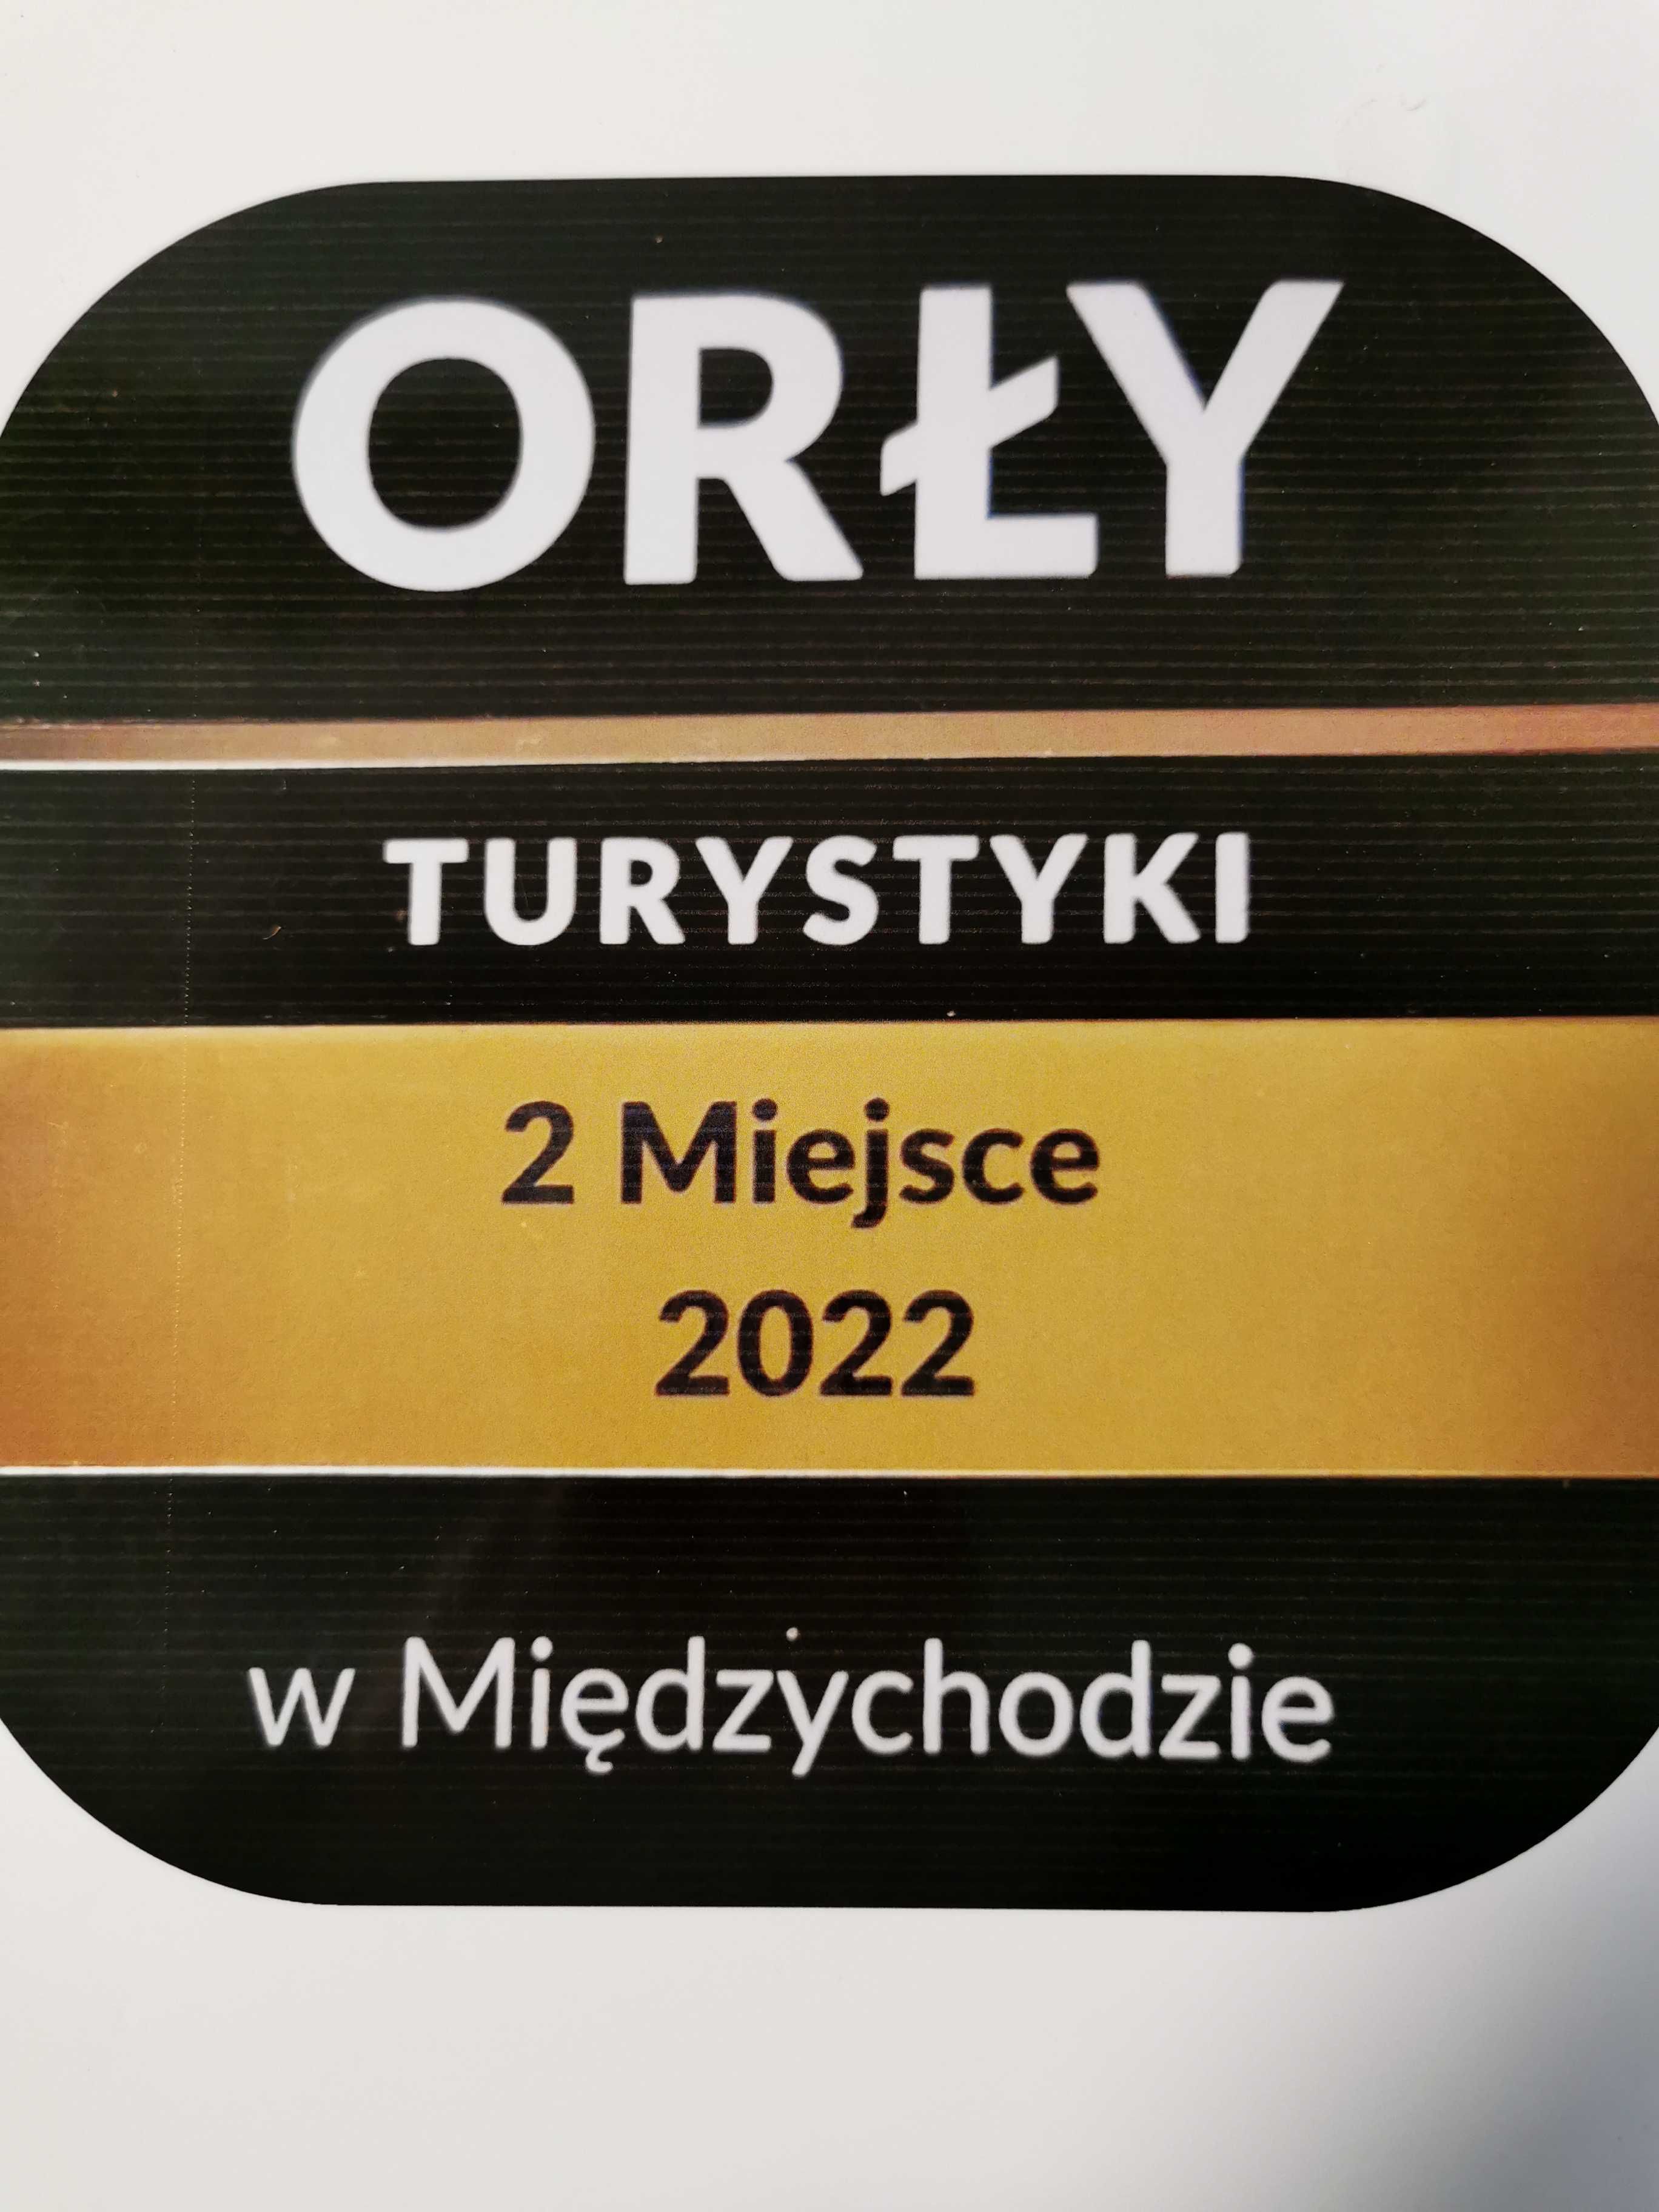 ORŁY
TURYSTYKI
2 Miejsce
2022
w Międzychodzie